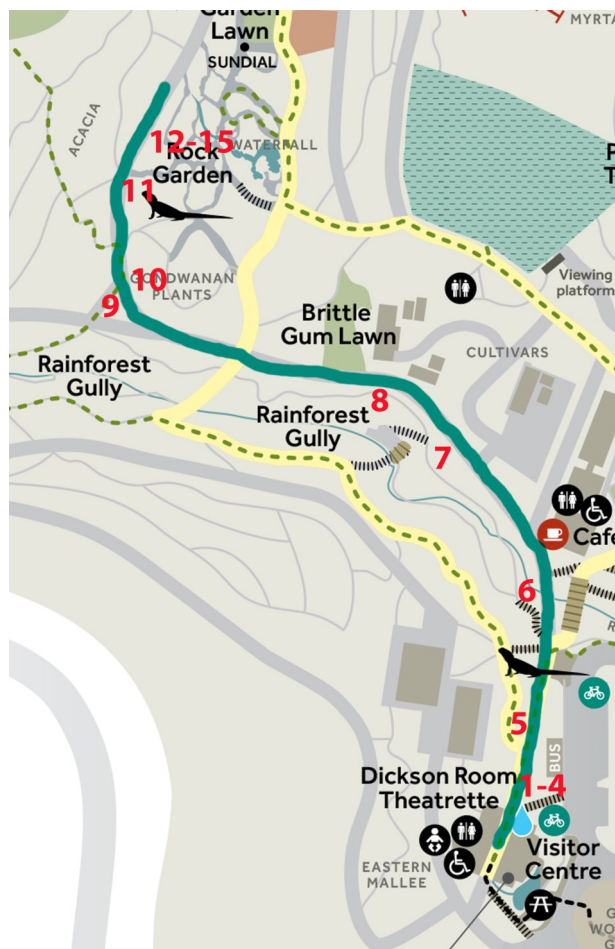 Garden
Lawn
SUNDIAL
MYRTA
ACACIA
12-15
WATERFALL
Rock
Garden
11
P
T
10
GONDWANAN
PLANTS
9
Viewing
platform
Brittle
Gum Lawn
CULTIVARS
Rainforest
Gully
8
Rainforest
Gully
7
Cafe
6
R
5
BUS
Dickson Room
Theatrette
1-4
Visitor
Centre
EASTERN
MALLEE
G
WO
C